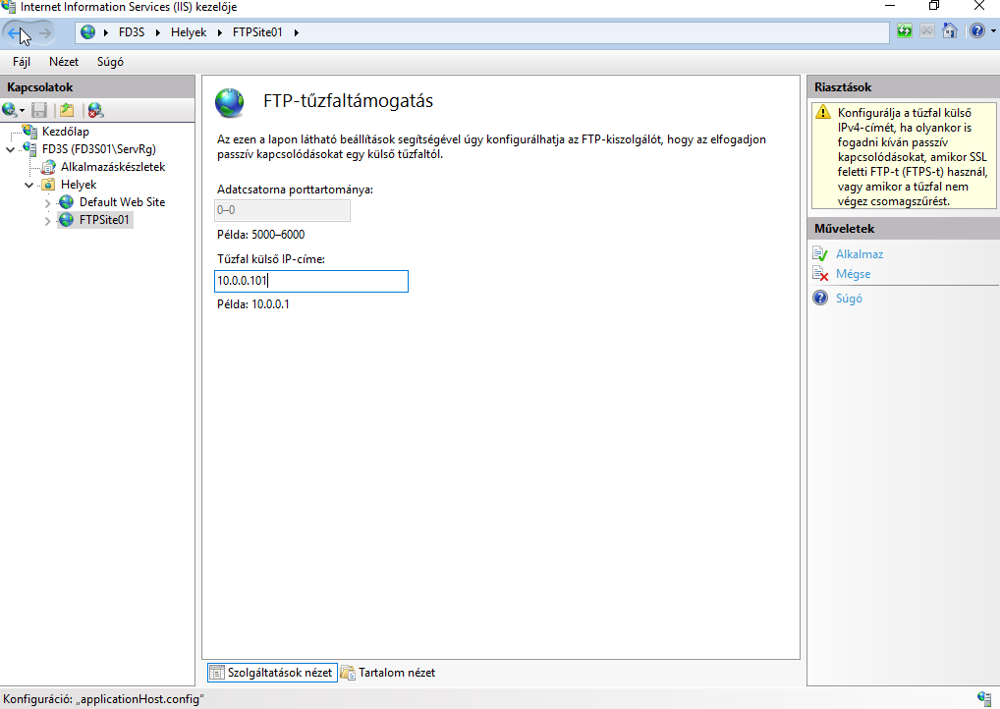 Internet Information Services (IIS) kezelője
FD3S
Helyek
FTPSite01
Fájl
Nézet
Súgó
Kapcsolatok
Kezdőlap
FD3S (FD3S01\ServRg)
Alkalmazáskészletek
Helyek
Default Web Site
FTPSite01
FTP-tűzfaltámogatás
Az ezen a lapon látható beállítások segítségével úgy konfigurálhatja az FTP-kiszolgálót, hogy az elfogadjon
passzív kapcsolódásokat egy külső tűzfaltól.
Adatcsatorna porttartománya:
0–0
Példa: 5000–6000
Tűzfal külső IP-címe:
10.0.0.101
Példa: 10.0.0.1
Szolgáltatások nézet
Tartalom nézet
Riasztások
Konfigurálja a tűzfal külső
IPv4-címét, ha olyankor is
fogadni kíván passzív
kapcsolódásokat, amikor SSL
feletti FTP-t (FTPS-t) használ,
vagy amikor a tűzfal nem
végez csomagszűrést.
Műveletek
Alkalmaz
Mégse
Súgó
Konfiguráció: „applicationHost.config”